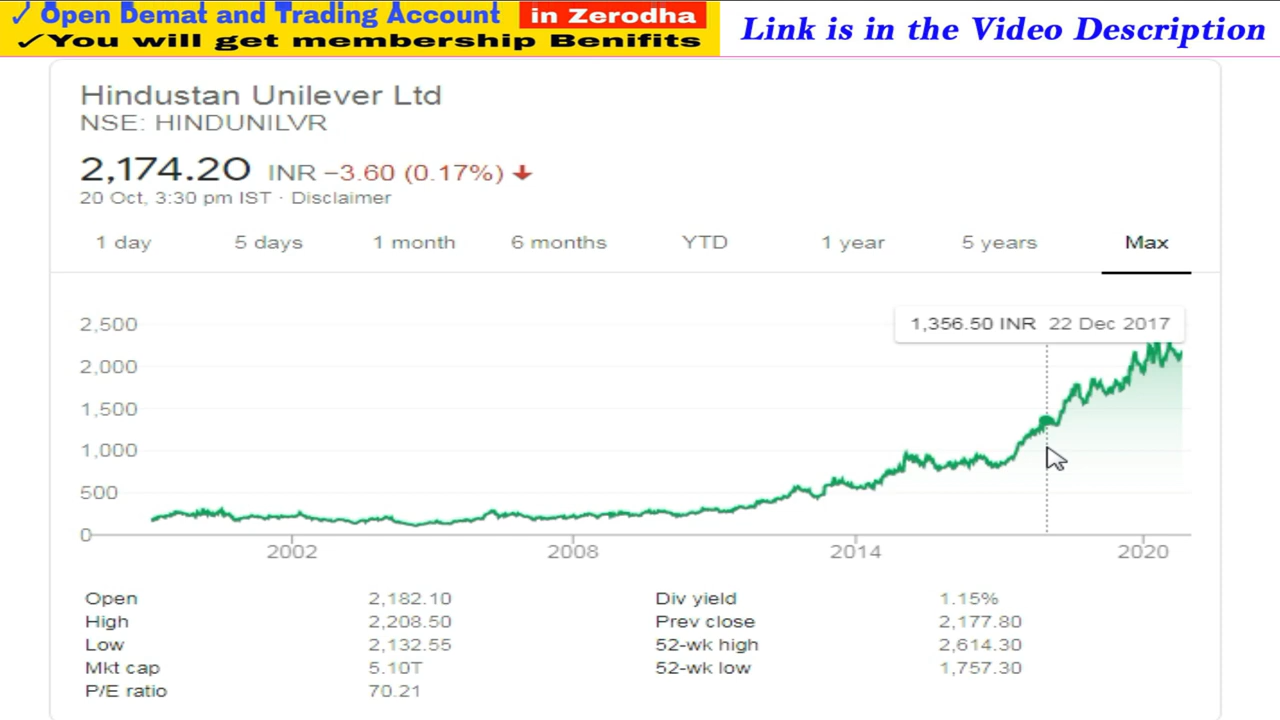 ✓ Open Demat and Trading Account in Zerodha
✓You will get membership Benifits
Link is in the Video Description
Hindustan Unilever Ltd
NSE: HINDUNILVR
2,174.20 INR −3.60 (0.17%) ↓
20 Oct, 3:30 pm IST · Disclaimer
1 day 5 days 1 month 6 months YTD 1 year 5 years Max
1,356.50 INR 22 Dec 2017
2,500
2,000
1,500
1,000
500
0
2002 2008 2014 2020
Open 2,182.10 Div yield 1.15%
High 2,208.50 Prev close 2,177.80
Low 2,132.55 52-wk high 2,614.30
Mkt cap 5.10T 52-wk low 1,757.30
P/E ratio 70.21